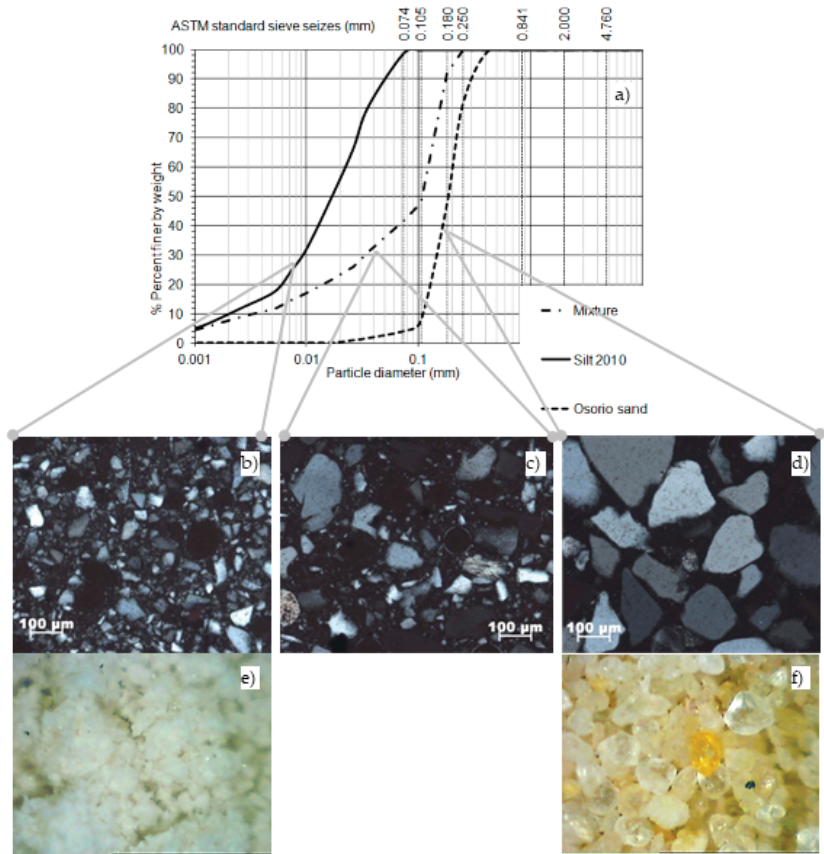 ASTM standard sieve seizes (mm)
0.074
0.105
0.180
0.250
0.841
2.000
4.760
a)
% Percent finer by weight
100
90
80
70
60
50
40
30
20
10
0
0.001
0.01
0.1
Particle diameter (mm)
Mixture
Silt 2010
Osorio sand
b)
c)
d)
100 µm
100 µm
100 µm
e)
f)